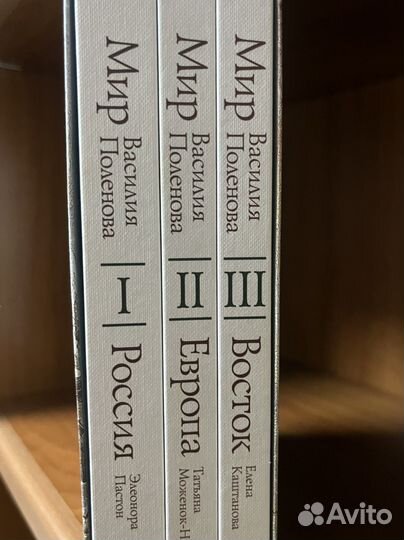 Мир
Василия
Поленова
I
Россия
Элеонора
Пастон
Мир
Василия
Поленова
II
Европа
Татьяна
Моженок-Н
Мир
Василия
Поленова
III
Восток
Елена
Каштанова
Avito